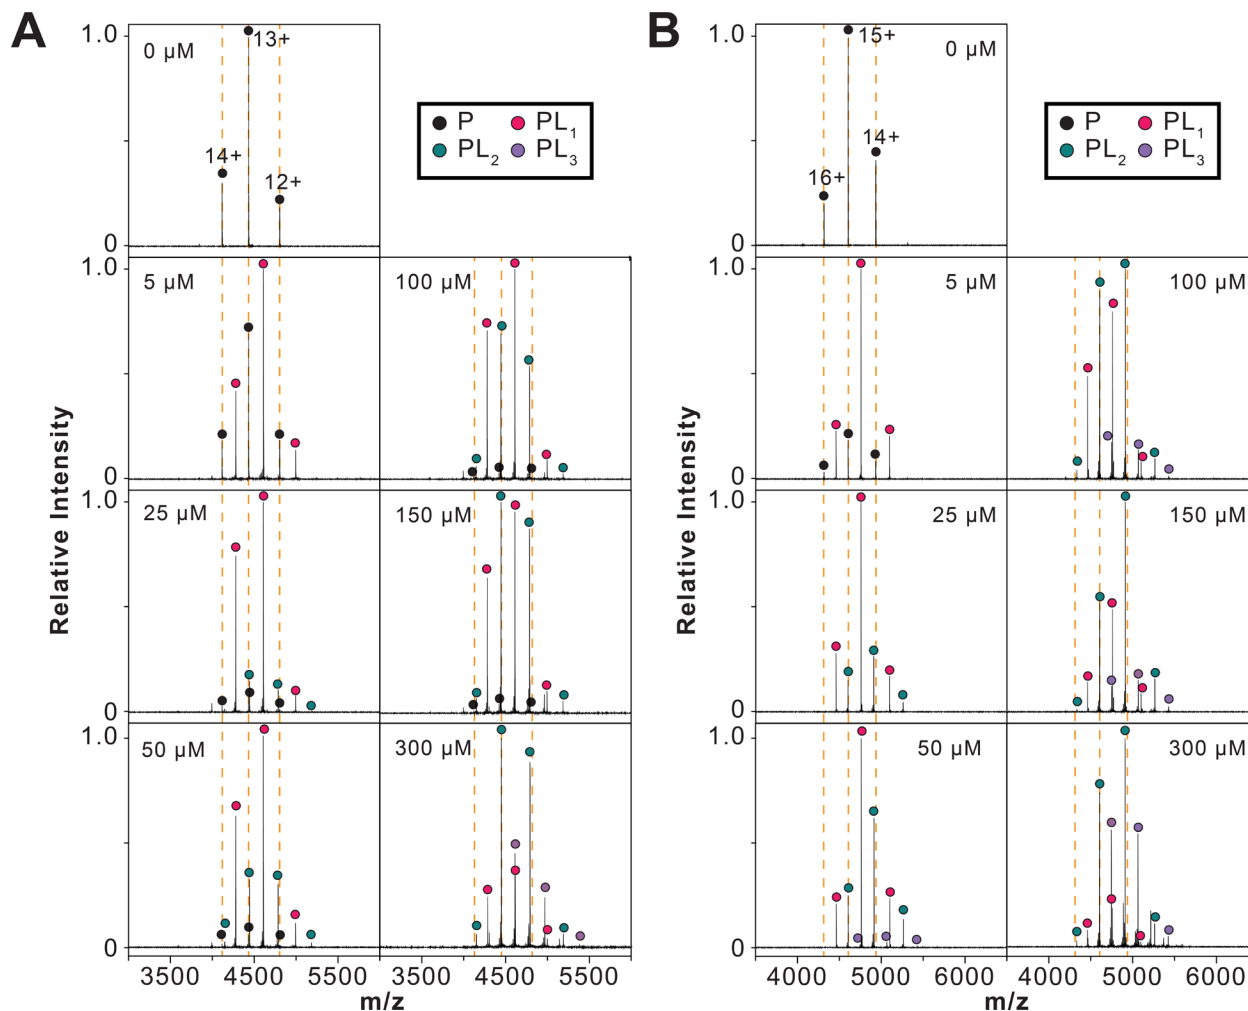 A
1.0
0 µM
13+
14+
12+
0
P PL1
PL2 PL3
1.0
5 µM
100 µM
0
1.0
25 µM
150 µM
0
1.0
50 µM
300 µM
0
3500 4500 5500
3500 4500 5500
m/z
Relative Intensity
B
1.0
15+
0 µM
14+
16+
0
P PL1
PL2 PL3
1.0
5 µM
100 µM
0
1.0
25 µM
150 µM
0
1.0
50 µM
300 µM
0
4000 5000 6000
4000 5000 6000
m/z
Relative Intensity